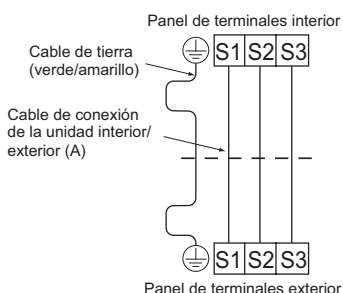 Panel de terminales interior
S1 S2 S3
Cable de tierra
(verde/amarillo)
Cable de conexión
de la unidad interior/
exterior (A)
S1 S2 S3
Panel de terminales exterior